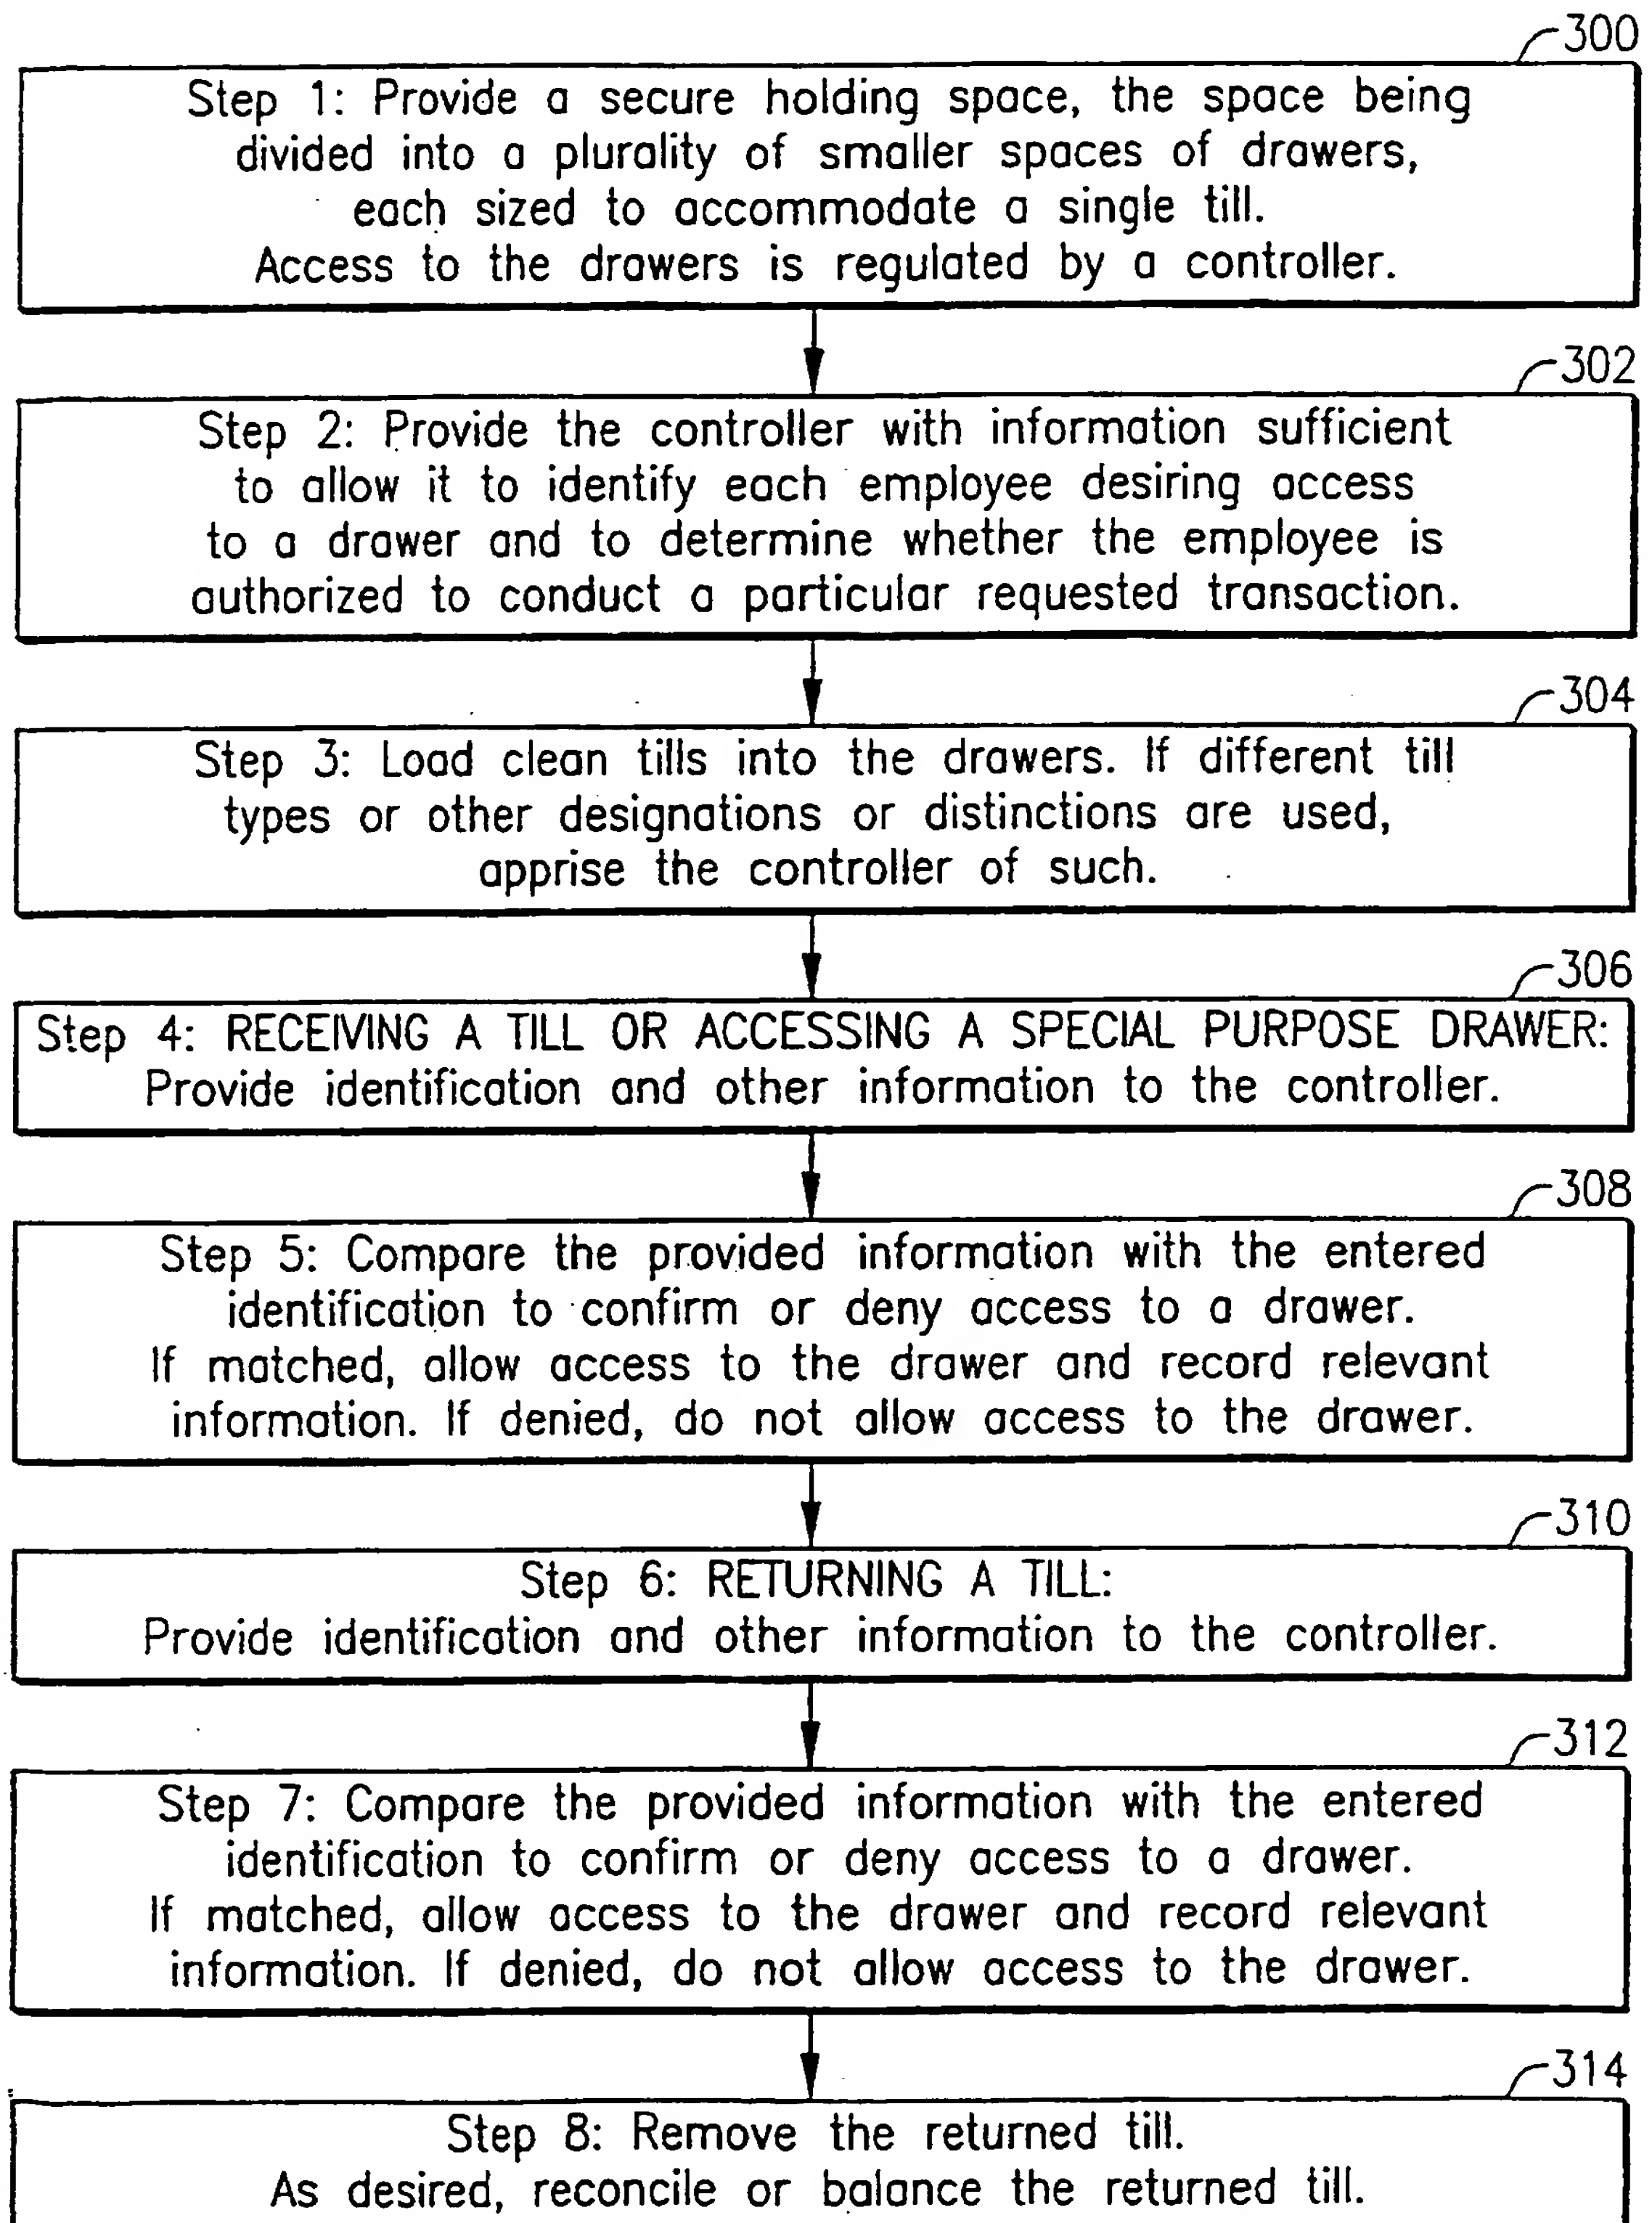 300
Step 1: Provide a secure holding space, the space being
divided into a plurality of smaller spaces of drawers,
each sized to accommodate a single till.
Access to the drawers is regulated by a controller.
302
Step 2: Provide the controller with information sufficient
to allow it to identify each employee desiring access
to a drawer and to determine whether the employee is
authorized to conduct a particular requested transaction.
304
Step 3: Load clean tills into the drawers. If different till
types or other designations or distinctions are used,
apprise the controller of such.
306
Step 4: RECEIVING A TILL OR ACCESSING A SPECIAL PURPOSE DRAWER:
Provide identification and other information to the controller.
308
Step 5: Compare the provided information with the entered
identification to confirm or deny access to a drawer.
If matched, allow access to the drawer and record relevant
information. If denied, do not allow access to the drawer.
310
Step 6: RETURNING A TILL:
Provide identification and other information to the controller.
312
Step 7: Compare the provided information with the entered
identification to confirm or deny access to a drawer.
If matched, allow access to the drawer and record relevant
information. If denied, do not allow access to the drawer.
314
Step 8: Remove the returned till.
As desired, reconcile or balance the returned till.